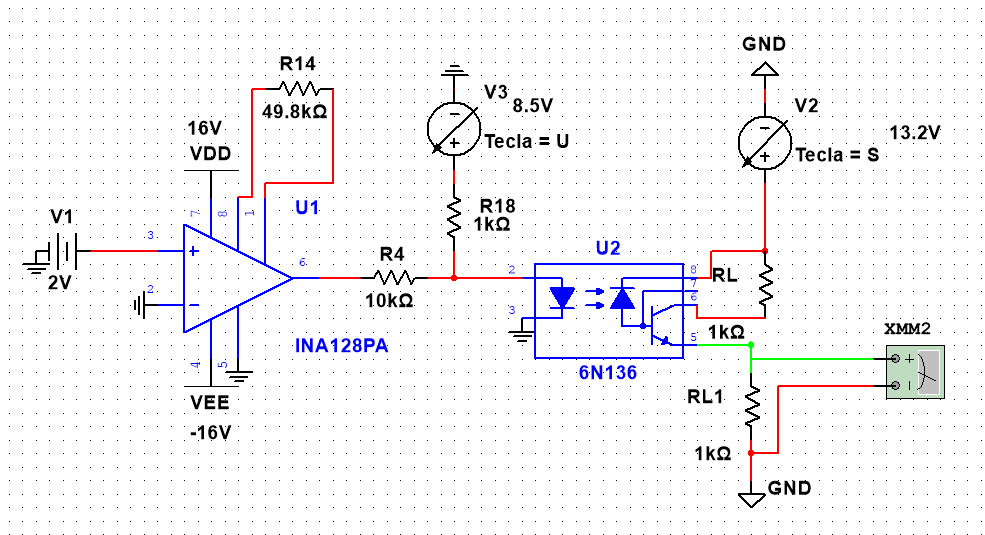 GND
R14
49.8kΩ
V3
8.5V
Tecla = U
V2
13.2V
Tecla = S
16V
VDD
7
8
1
U1
V1
2V
3
2
6
R18
1kΩ
R4
10kΩ
U2
2
3
8
7
6
5
RL
1kΩ
6N136
INA128PA
4
5
VEE
-16V
XMM2
RL1
1kΩ
GND